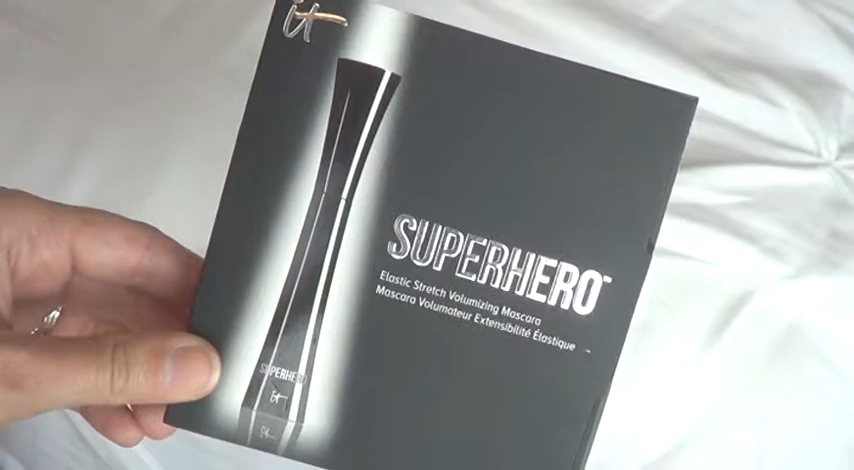 it
SUPERHERO™
Elastic Stretch Volumizing Mascara
Mascara Volumateur Extensibilité Élastique
SUPERHERO
it